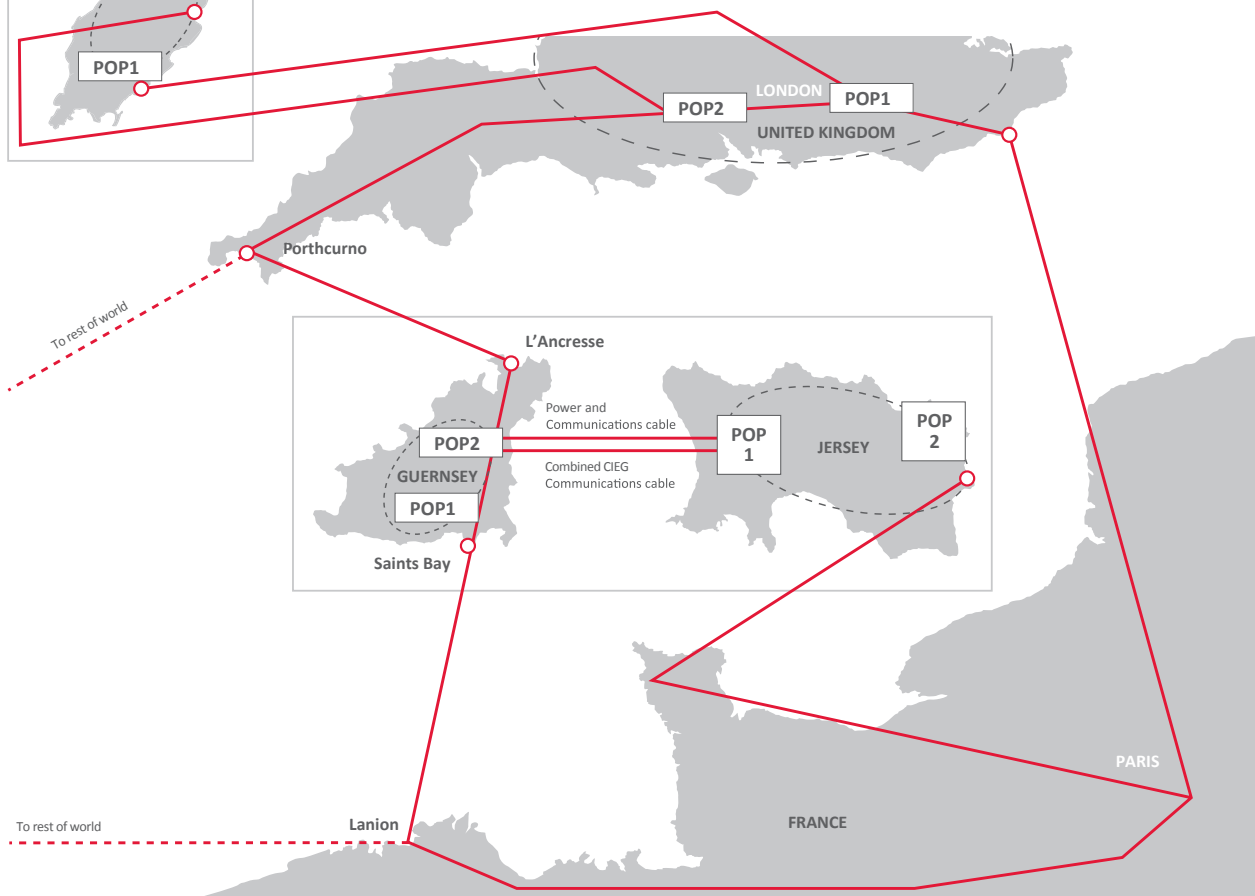 POP1
LONDON
POP1
POP2
UNITED KINGDOM
Porthcurno
To rest of world
L’Ancresse
Power and
Communications cable
POP2
POP
1
POP
2
JERSEY
GUERNSEY
Combined CIEG
Communications cable
POP1
Saints Bay
PARIS
To rest of world
Lanion
FRANCE